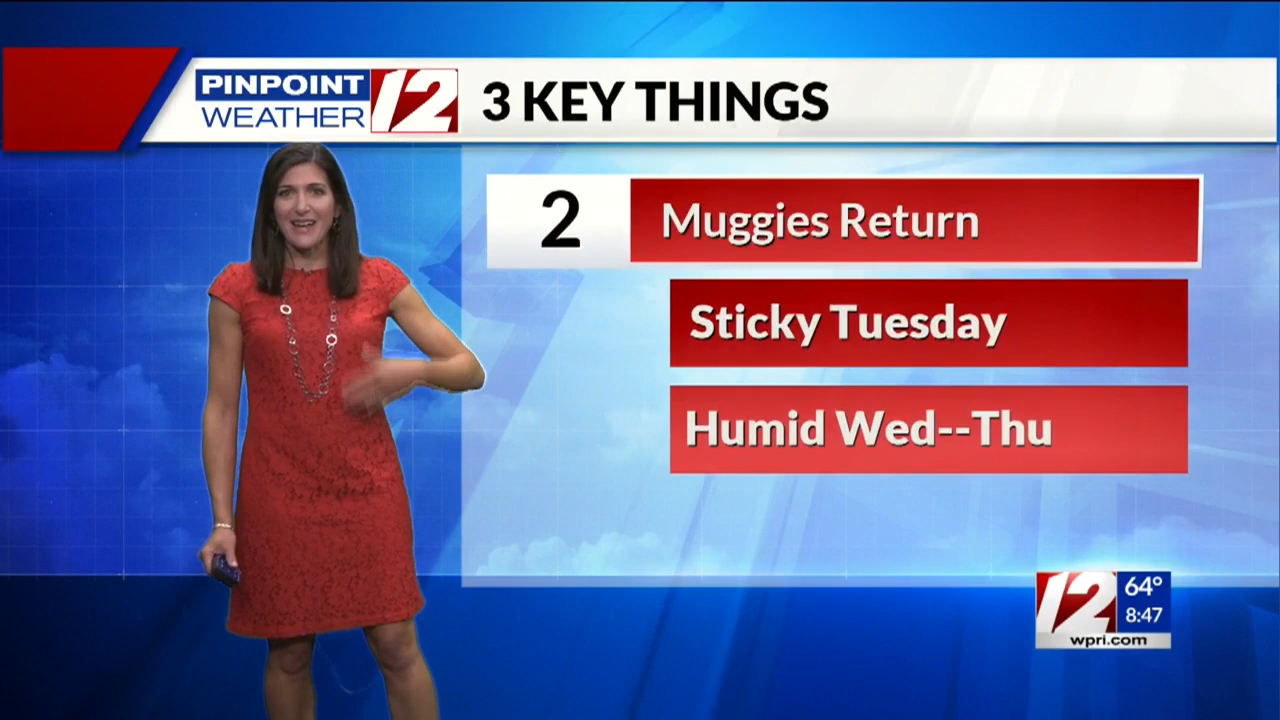 PINPOINT
WEATHER 12
3 KEY THINGS
2
Muggies Return
Sticky Tuesday
Humid Wed--Thu
12
64°
8:47
wpri.com